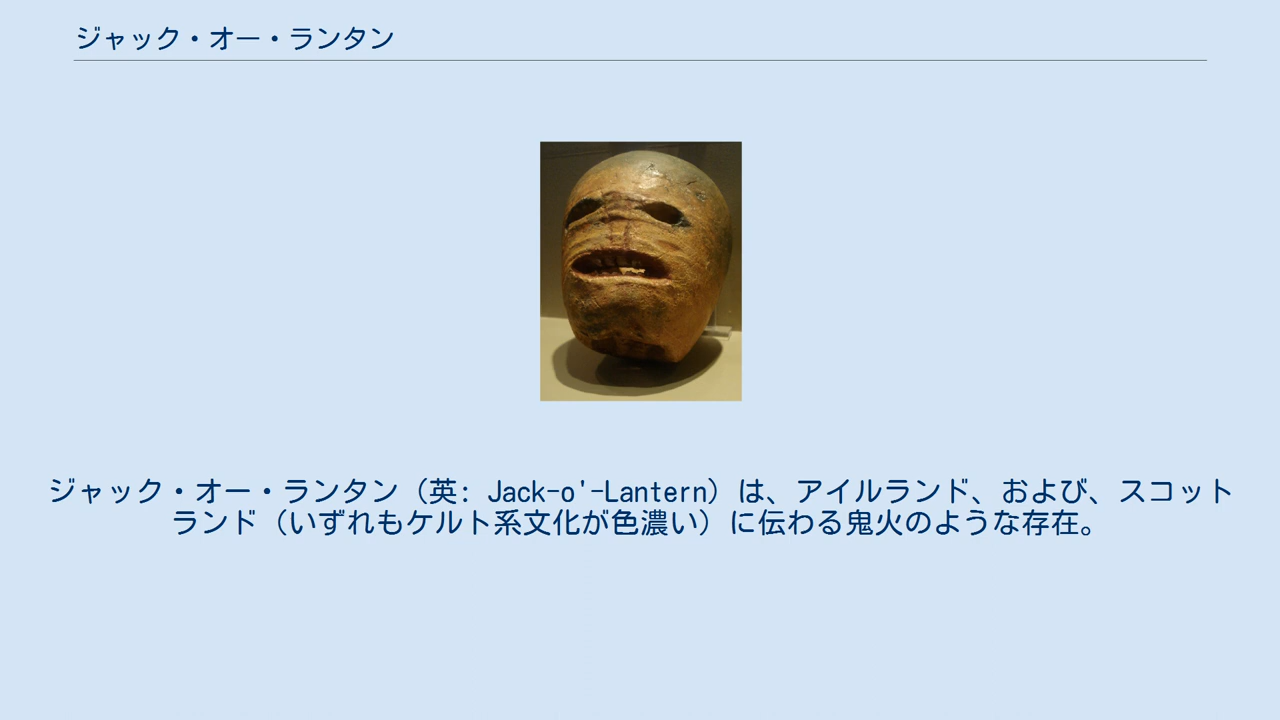 ジャック・オー・ランタン
ジャック・オー・ランタン（英: Jack-o'-Lantern）は、アイルランド、および、スコット
ランド（いずれもケルト系文化が色濃い）に伝わる鬼火のような存在。